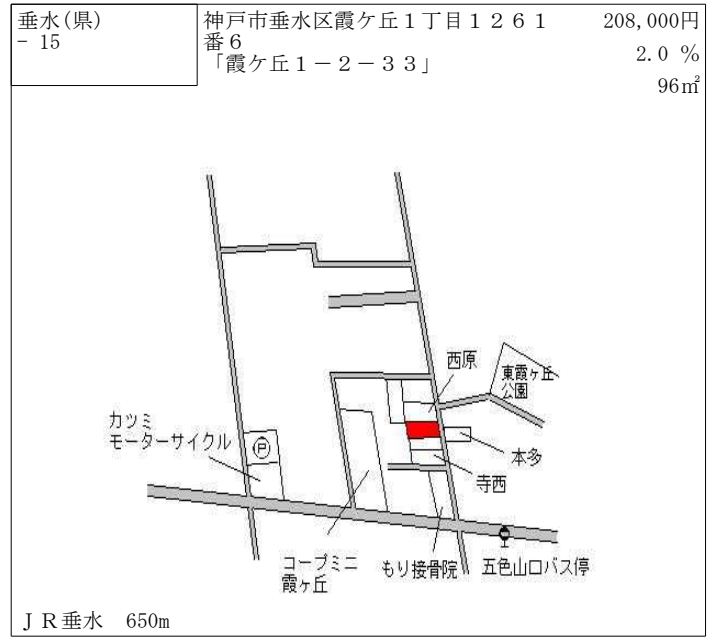 垂水(県)
- 15
神戸市垂水区霞ケ丘1丁目1261
番6
「霞ケ丘1-2-33」
208,000円
2.0 %
96㎡
西原
東霞ヶ丘
公園
カツミ
モーターサイクル
P
本多
寺西
コープミニ
霞ヶ丘
もり接骨院
五色山口バス停
JR垂水 650m